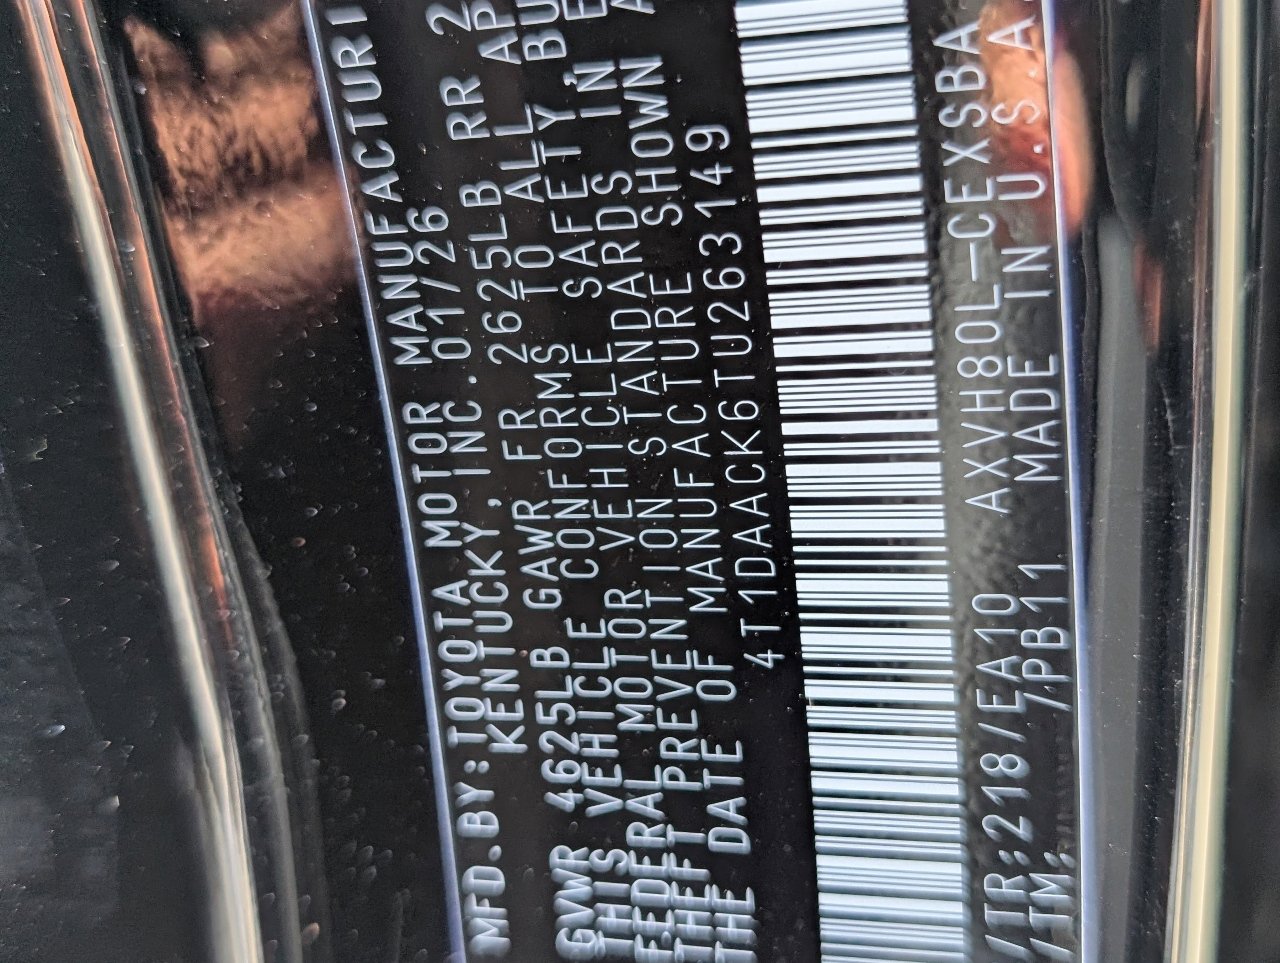 MFD.BY:TOYOTA MOTOR MANUFACTURI
KENTUCKY, INC. 01/26
GVWR 4625LB GAWR FR 2625LB RR 2
THIS VEHICLE CONFORMS TO ALL AP
FEDERAL MOTOR VEHICLE SAFETY, BU
THEFT PREVENTION STANDARDS IN E
THE DATE OF MANUFACTURE SHOWN A
4T1DAACK6TU263149
/TR:218/EA10 AXVH80L-CEXSBA
/TM: /PB11 MADE IN U.S.A.